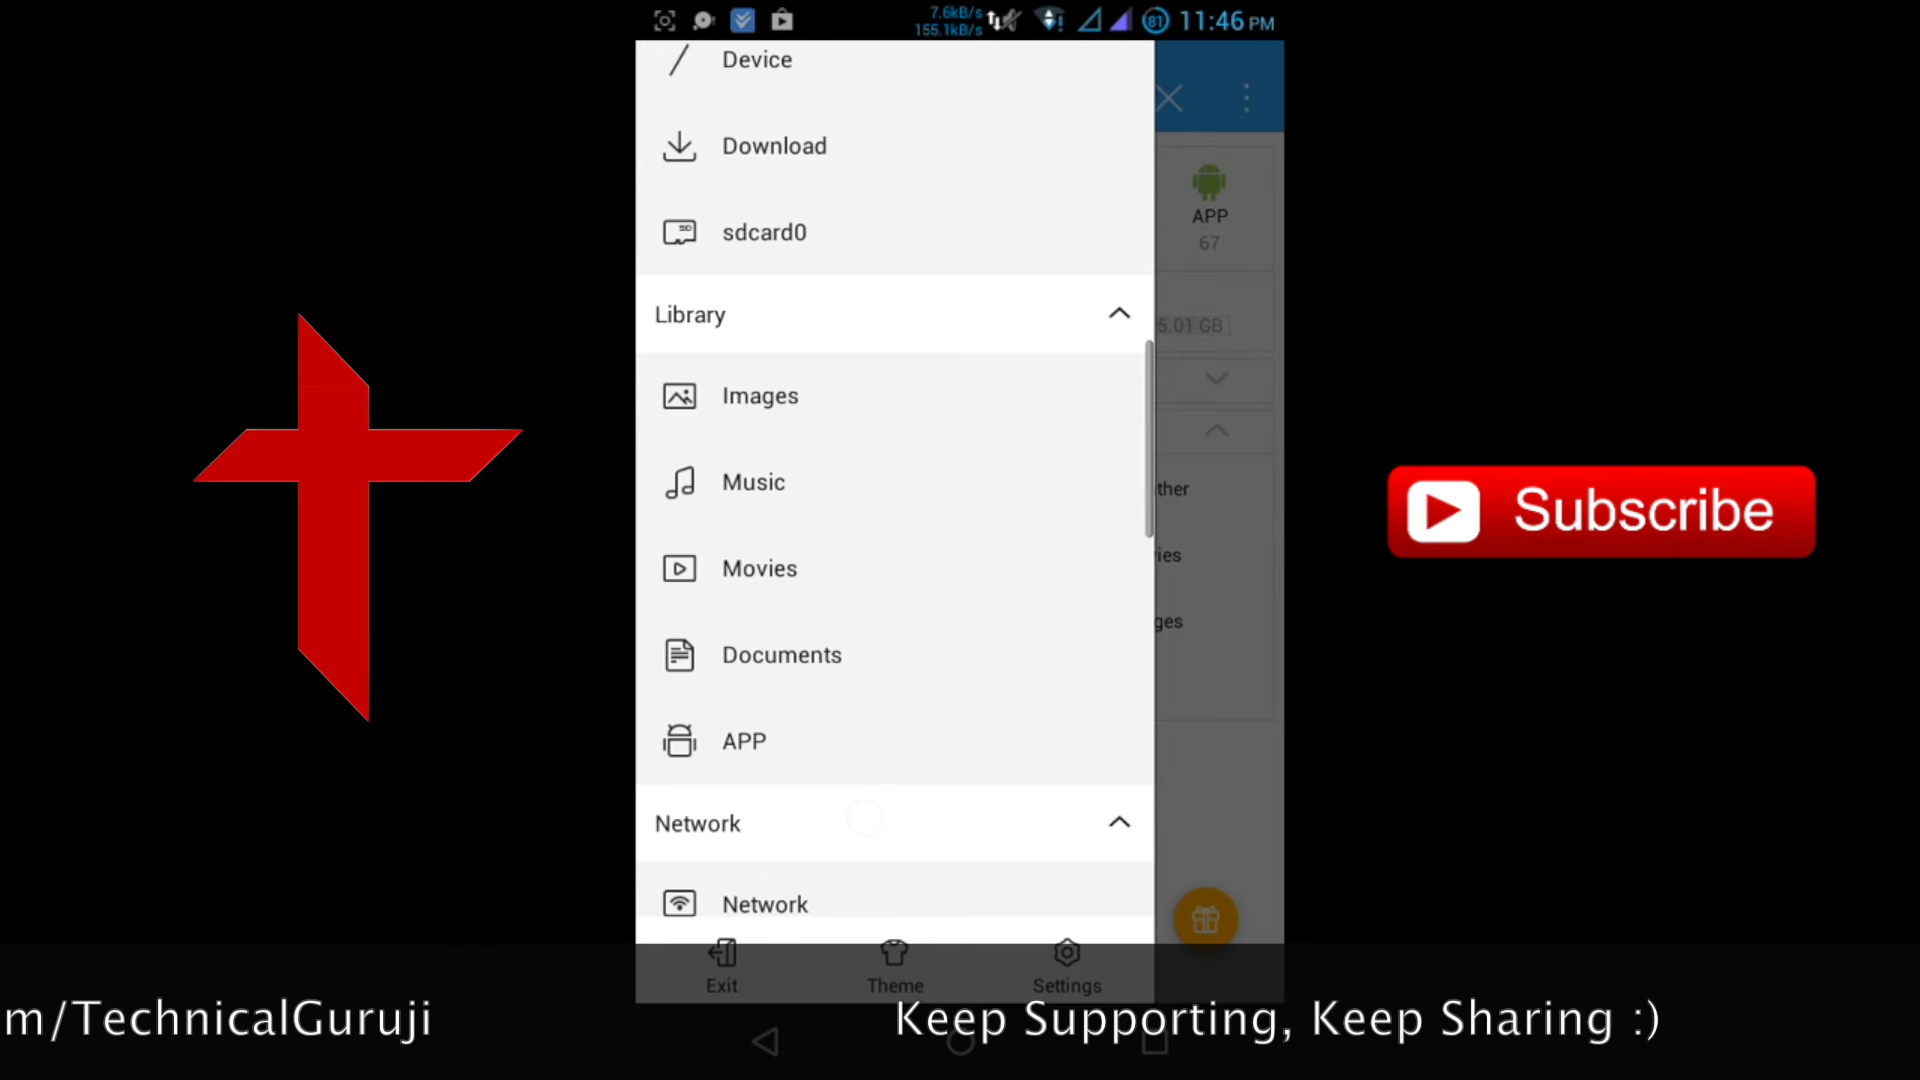 7.6kB/s
155.1kB/s
81
11:46 PM
Device
Download
sdcard0
Library
Images
Music
Movies
Documents
APP
Network
Network
Exit
Theme
Settings
APP
67
5.01 GB
ther
ies
ges
Subscribe
m/TechnicalGuruji
Keep Supporting, Keep Sharing :)